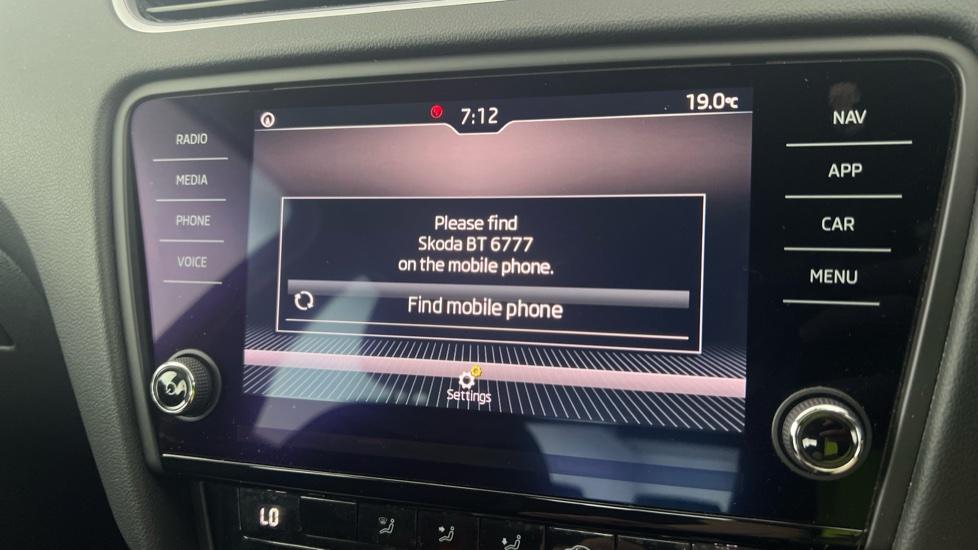 7:12
19.0°C
RADIO
MEDIA
PHONE
VOICE
Please find
Skoda BT 6777
on the mobile phone.
Find mobile phone
Settings
NAV
APP
CAR
MENU
LO